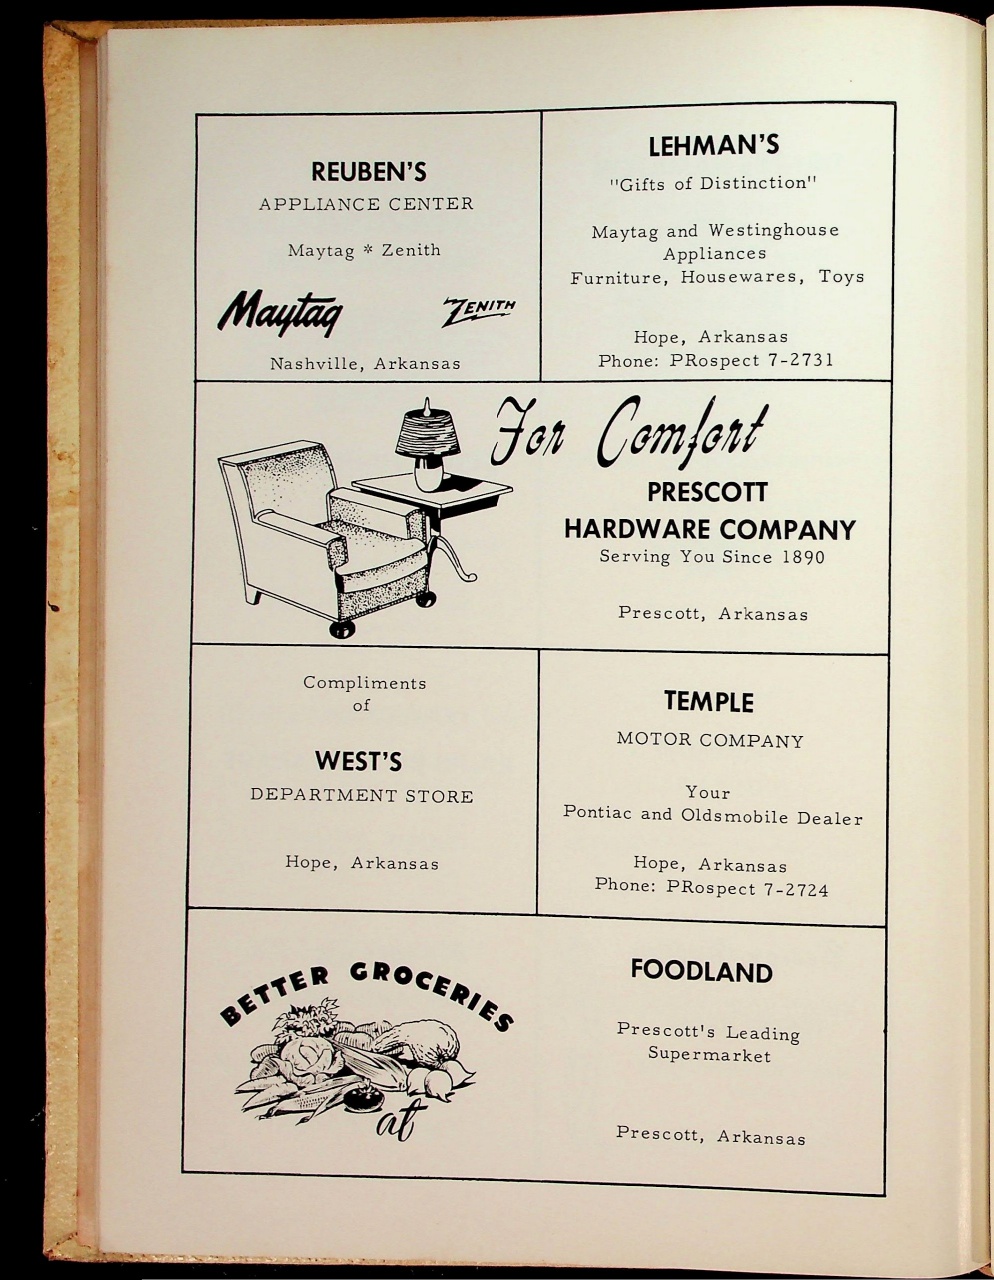 REUBEN'S
APPLIANCE CENTER
Maytag * Zenith
Maytag
ZENITH
Nashville, Arkansas
LEHMAN'S
"Gifts of Distinction"
Maytag and Westinghouse
Appliances
Furniture, Housewares, Toys
Hope, Arkansas
Phone: PRospect 7-2731
For Comfort
PRESCOTT
HARDWARE COMPANY
Serving You Since 1890
Prescott, Arkansas
Compliments
of
WEST'S
DEPARTMENT STORE
Hope, Arkansas
TEMPLE
MOTOR COMPANY
Your
Pontiac and Oldsmobile Dealer
Hope, Arkansas
Phone: PRospect 7-2724
BETTER GROCERIES
at
FOODLAND
Prescott's Leading
Supermarket
Prescott, Arkansas